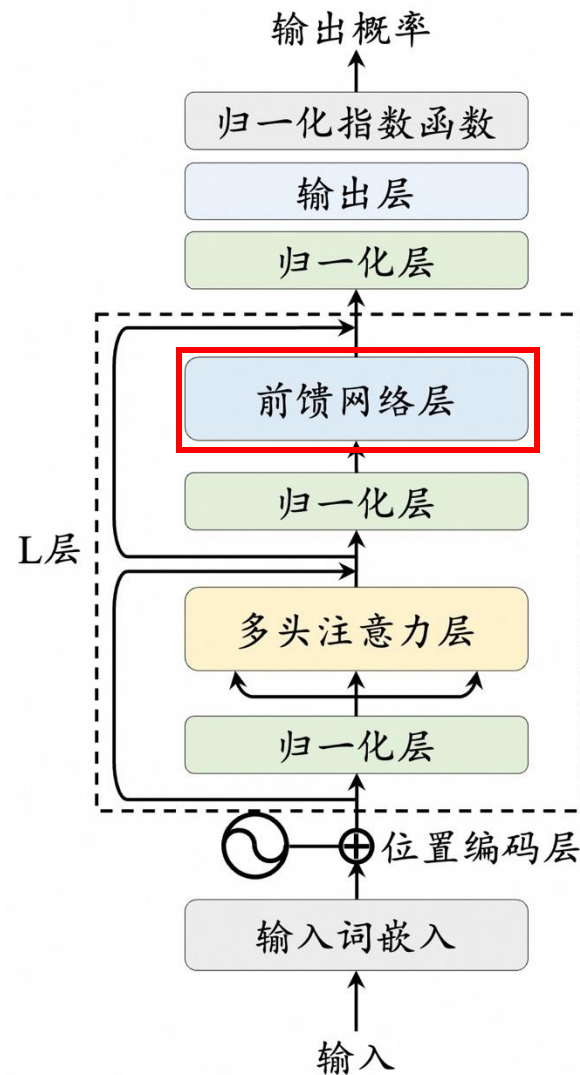 输出概率
归一化指数函数
输出层
归一化层
前馈网络层
归一化层
L层
多头注意力层
归一化层
位置编码层
输入词嵌入
输入